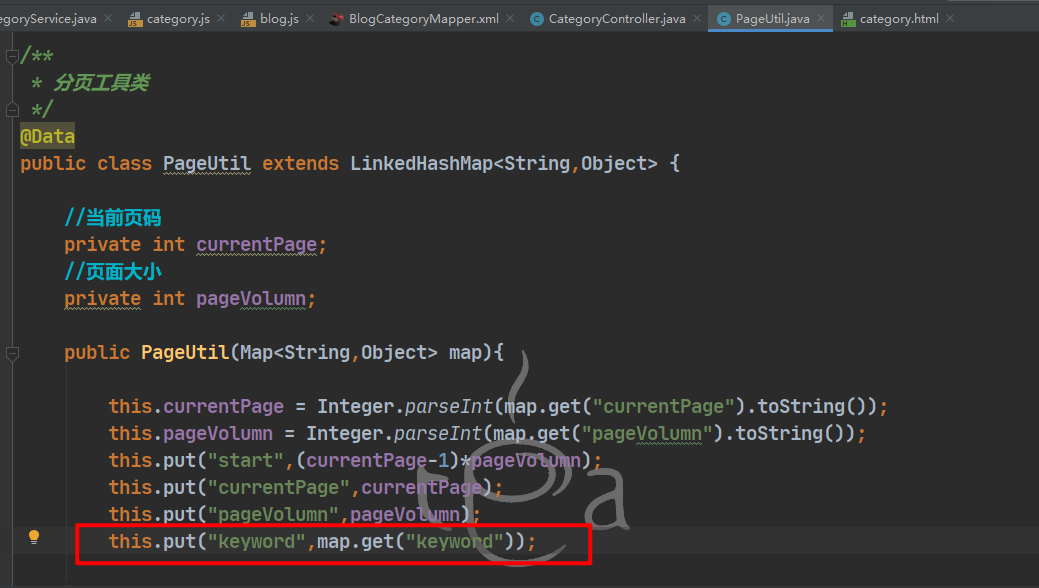 egoryService.java category.js blog.js BlogCategoryMapper.xml CategoryController.java PageUtil.java category.html
/**
* 分页工具类
*/
@Data
public class PageUtil extends LinkedHashMap<String,Object> {
//当前页码
private int currentPage;
//页面大小
private int pageVolumn;
public PageUtil(Map<String,Object> map){
this.currentPage = Integer.parseInt(map.get("currentPage").toString());
this.pageVolumn = Integer.parseInt(map.get("pageVolumn").toString());
this.put("start",(currentPage-1)*pageVolumn);
this.put("currentPage",currentPage);
this.put("pageVolumn",pageVolumn);
this.put("keyword",map.get("keyword"));